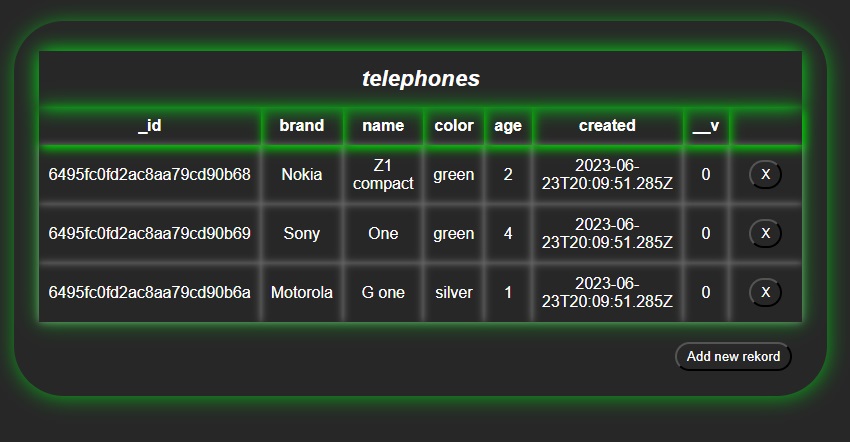 telephones
_id brand name color age created __v
6495fc0fd2ac8aa79cd90b68 Nokia Z1 compact green 2 2023-06-23T20:09:51.285Z 0 X
6495fc0fd2ac8aa79cd90b69 Sony One green 4 2023-06-23T20:09:51.285Z 0 X
6495fc0fd2ac8aa79cd90b6a Motorola G one silver 1 2023-06-23T20:09:51.285Z 0 X
Add new rekord